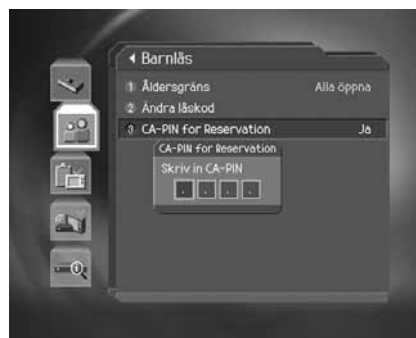 Barnlås
1 Åldersgräns Alla öppna
2 Ändra låskod
3 CA-PIN for Reservation Ja
CA-PIN for Reservation
Skriv in CA-PIN
. . . .